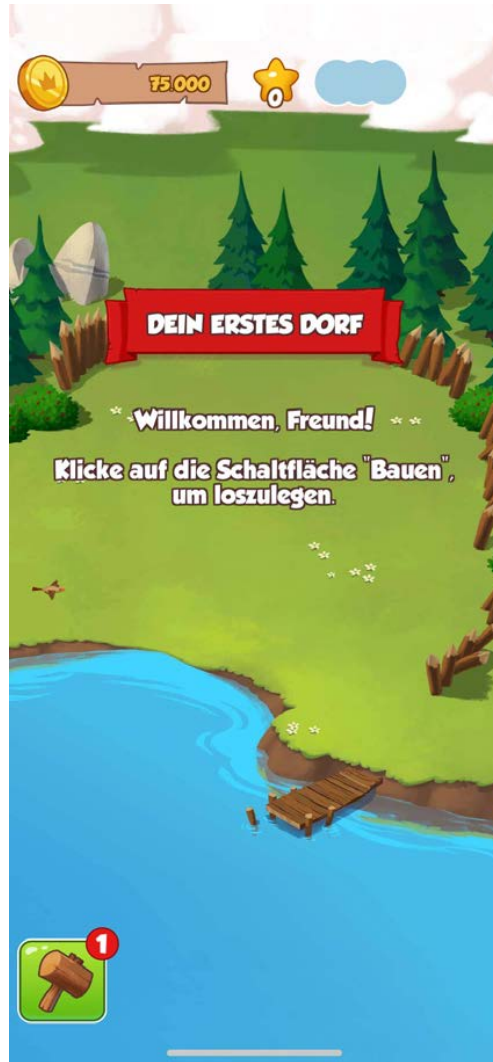 75.000
0
DEIN ERSTES DORF
Willkommen, Freund!
Klicke auf die Schaltfläche "Bauen",
um loszulegen.
1